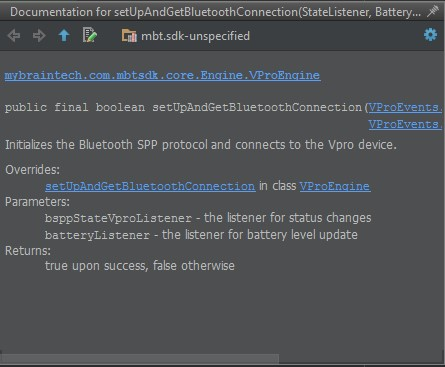 Documentation for setUpAndGetBluetoothConnection(StateListener, Battery...
mbt.sdk-unspecified
mybraintech.com.mbtsdk.core.Engine.VProEngine
public final boolean setUpAndGetBluetoothConnection(VProEvents.
VProEvents.
Initializes the Bluetooth SPP protocol and connects to the Vpro device.
Overrides:
setUpAndGetBluetoothConnection in class VProEngine
Parameters:
bsppStateVproListener - the listener for status changes
batteryListener - the listener for battery level update
Returns:
true upon success, false otherwise